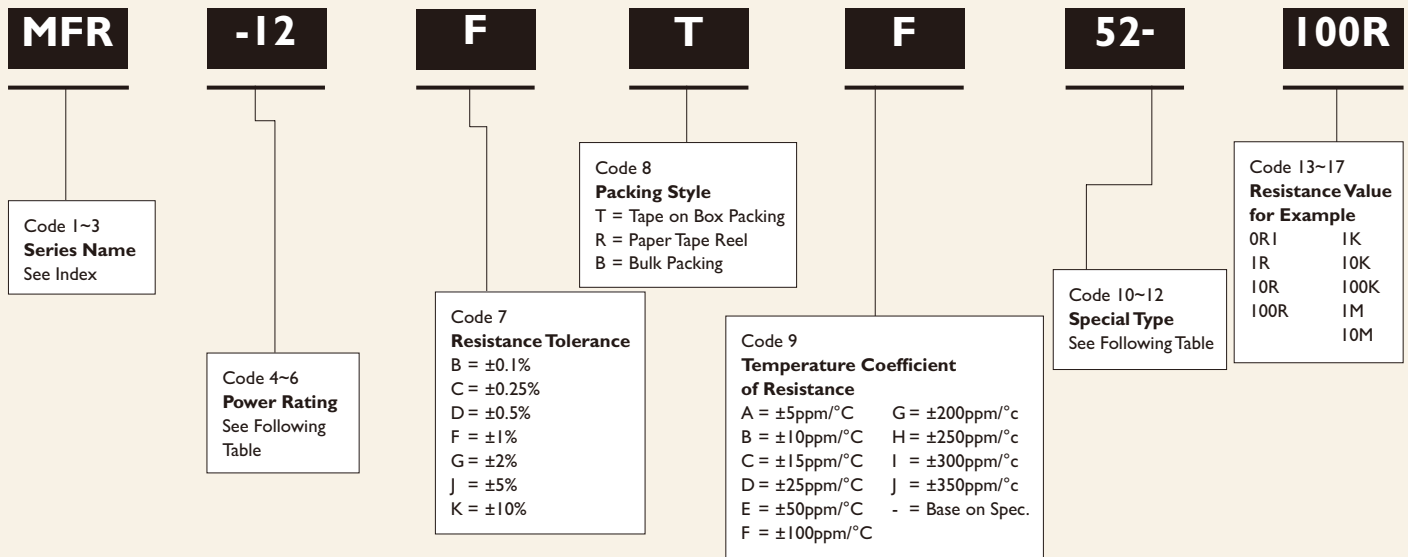 MFR -12 F T F 52- 100R
Code 1~3
Series Name
See Index
Code 4~6
Power Rating
See Following
Table
Code 7
Resistance Tolerance
B = ±0.1%
C = ±0.25%
D = ±0.5%
F = ±1%
G = ±2%
J = ±5%
K = ±10%
Code 8
Packing Style
T = Tape on Box Packing
R = Paper Tape Reel
B = Bulk Packing
Code 9
Temperature Coefficient
of Resistance
A = ±5ppm/°C G = ±200ppm/°c
B = ±10ppm/°C H = ±250ppm/°c
C = ±15ppm/°C I = ±300ppm/°c
D = ±25ppm/°C J = ±350ppm/°c
E = ±50ppm/°C - = Base on Spec.
F = ±100ppm/°C
Code 10~12
Special Type
See Following Table
Code 13~17
Resistance Value
for Example
0R1 1K
1R 10K
10R 100K
100R 1M
10M